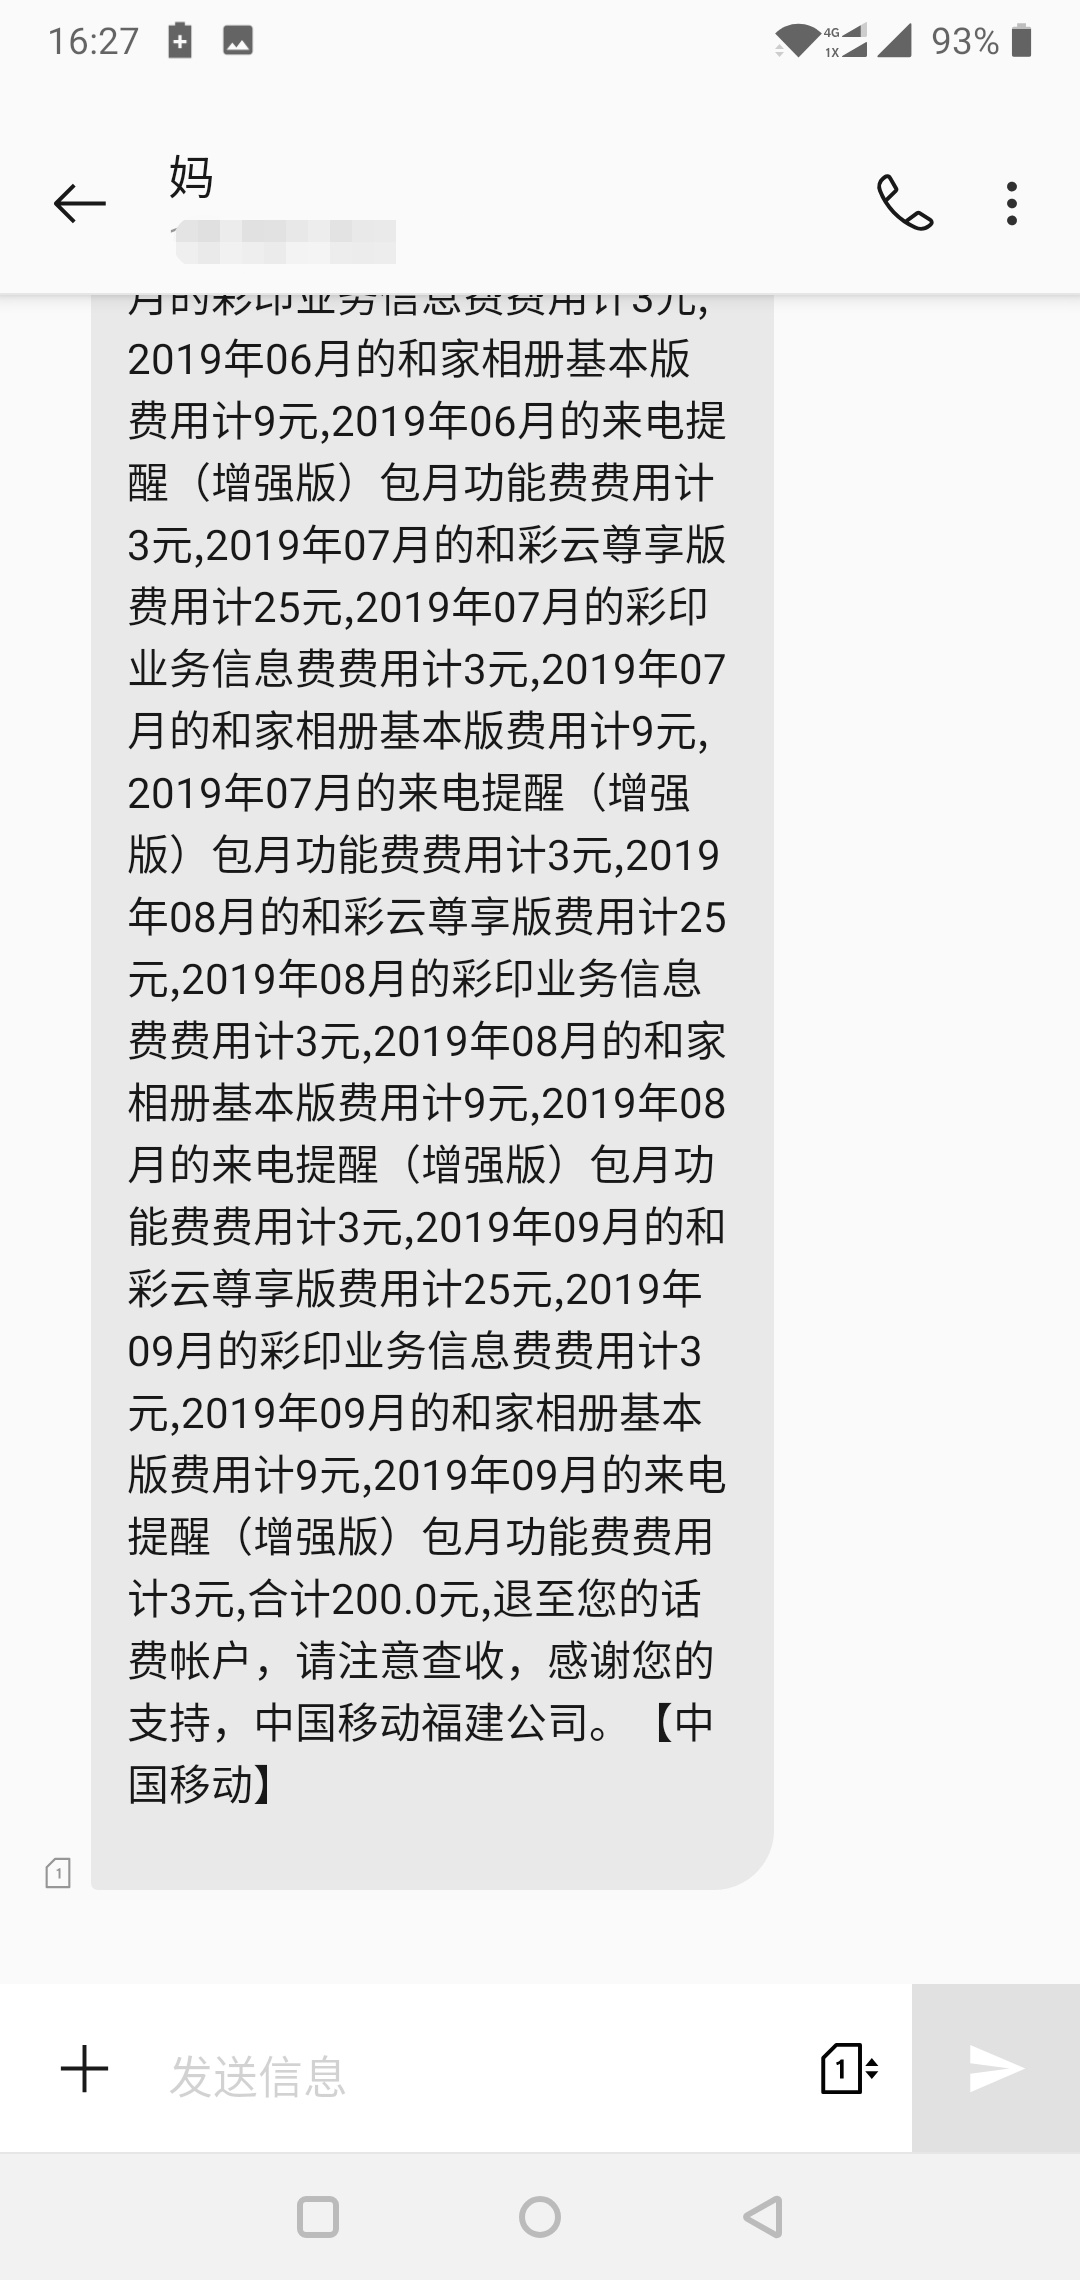 16:27
4G
1X
93%
妈
月的彩印业务信息费费用计3元,
2019年06月的和家相册基本版
费用计9元,2019年06月的来电提
醒（增强版）包月功能费费用计
3元,2019年07月的和彩云尊享版
费用计25元,2019年07月的彩印
业务信息费费用计3元,2019年07
月的和家相册基本版费用计9元,
2019年07月的来电提醒（增强
版）包月功能费费用计3元,2019
年08月的和彩云尊享版费用计25
元,2019年08月的彩印业务信息
费费用计3元,2019年08月的和家
相册基本版费用计9元,2019年08
月的来电提醒（增强版）包月功
能费费用计3元,2019年09月的和
彩云尊享版费用计25元,2019年
09月的彩印业务信息费费用计3
元,2019年09月的和家相册基本
版费用计9元,2019年09月的来电
提醒（增强版）包月功能费费用
计3元,合计200.0元,退至您的话
费帐户，请注意查收，感谢您的
支持，中国移动福建公司。【中
国移动】
1
发送信息
1